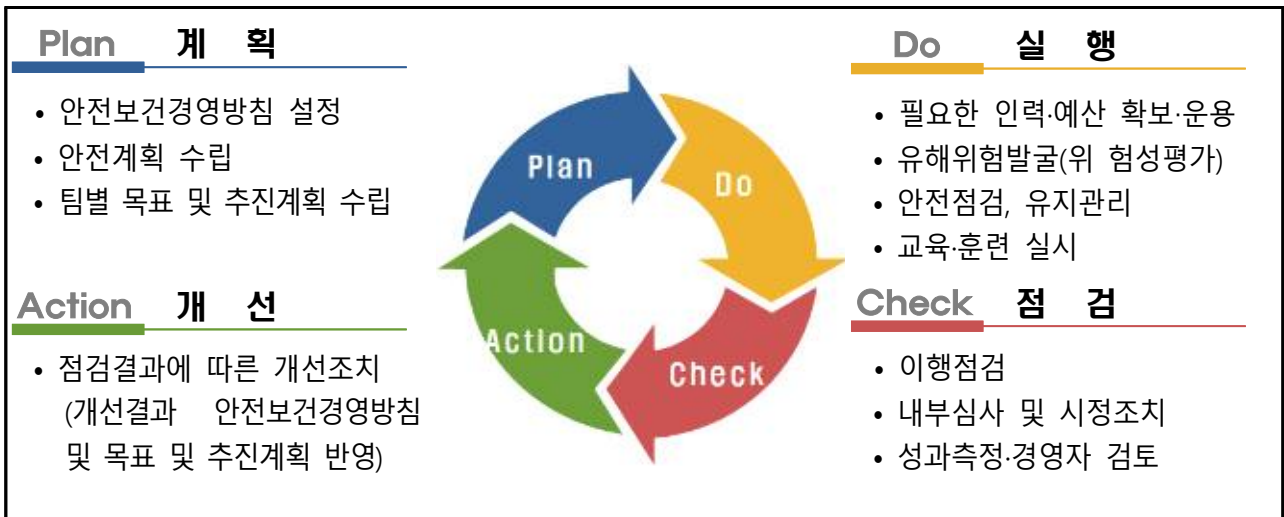 Plan 계 획
• 안전보건경영방침 설정
• 안전계획 수립
• 팀별 목표 및 추진계획 수립
Do 실 행
• 필요한 인력·예산 확보·운용
• 유해위험발굴(위 험성평가)
• 안전점검, 유지관리
• 교육·훈련 실시
Plan
Do
Action
Check
Action 개 선
• 점검결과에 따른 개선조치
(개선결과 안전보건경영방침
및 목표 및 추진계획 반영)
Check 점 검
• 이행점검
• 내부심사 및 시정조치
• 성과측정·경영자 검토